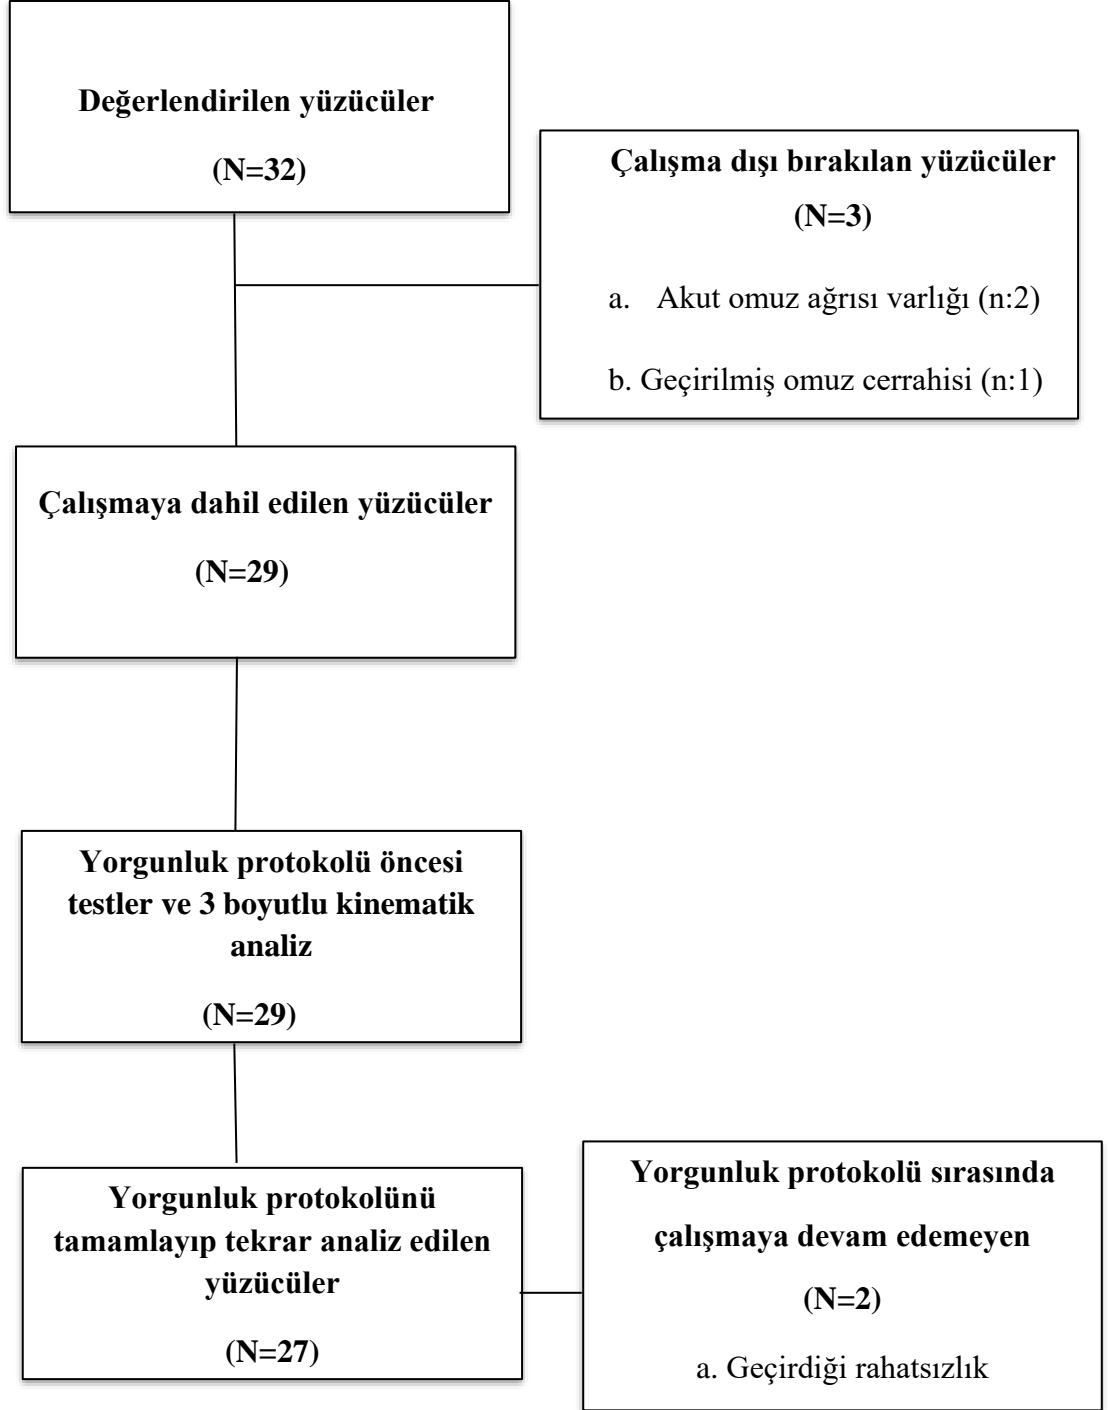 Değerlendirilen yüzücüler
(N=32)
Çalışma dışı bırakılan yüzücüler
(N=3)
a. Akut omuz ağrısı varlığı (n:2)
b. Geçirilmiş omuz cerrahisi (n:1)
Çalışmaya dahil edilen yüzücüler
(N=29)
Yorgunluk protokolü öncesi
testler ve 3 boyutlu kinematik
analiz
(N=29)
Yorgunluk protokolünü
tamamlayıp tekrar analiz edilen
yüzücüler
(N=27)
Yorgunluk protokolü sırasında
çalışmaya devam edemeyen
(N=2)
a. Geçirdiği rahatsızlık